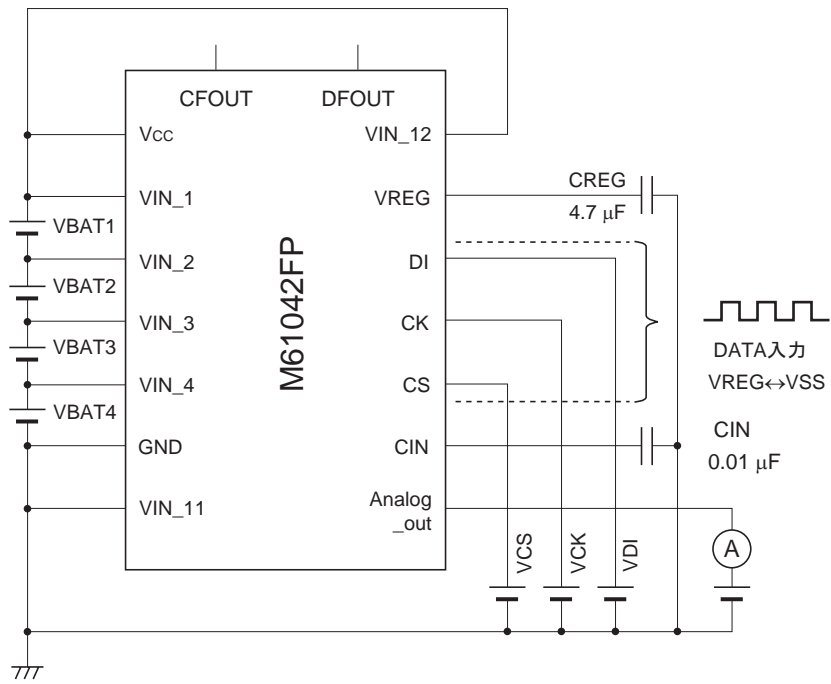 CFOUT
DFOUT
Vcc
VIN_12
VIN_1
VREG
CREG
4.7 μF
VBAT1
VIN_2
DI
VBAT2
M61042FP
VIN_3
CK
DATA入力
VREG↔VSS
VBAT3
VIN_4
CS
VBAT4
GND
CIN
CIN
0.01 μF
VIN_11
Analog
_out
VCS
VCK
VDI
A